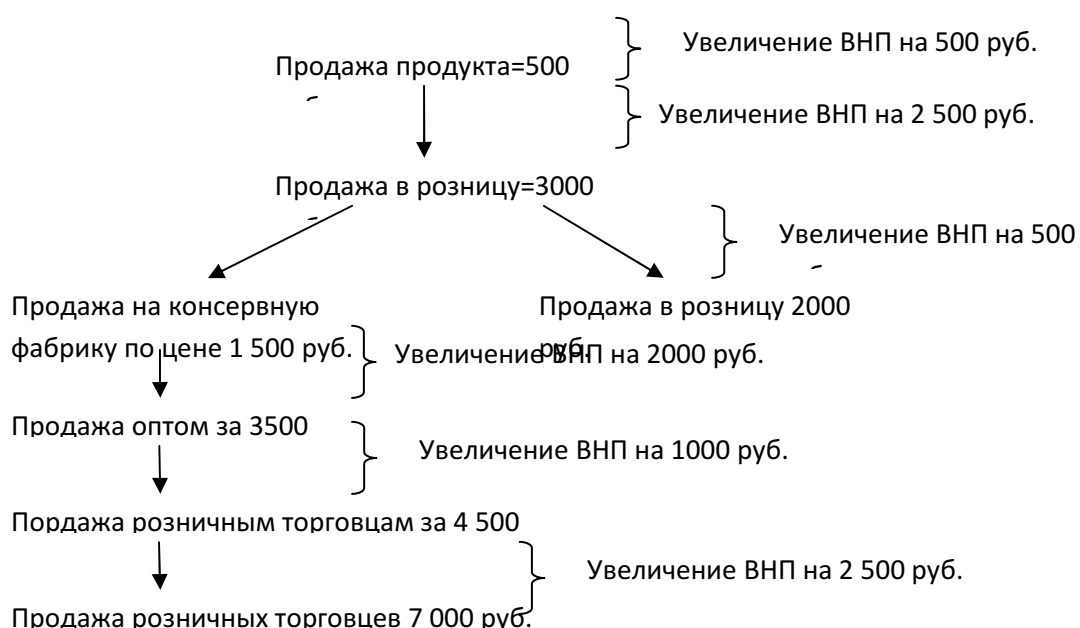 Увеличение ВНП на 500 руб.
Продажа продукта=500
Увеличение ВНП на 2 500 руб.
Продажа в розницу=3000
Увеличение ВНП на 500
Продажа на консервную
фабрику по цене 1 500 руб.
Продажа в розницу 2000
руб.
Увеличение ВНП на 2000 руб.
Продажа оптом за 3500
Увеличение ВНП на 1000 руб.
Пордажа розничным торговцам за 4 500
Увеличение ВНП на 2 500 руб.
Продажа розничных торговцев 7 000 руб.